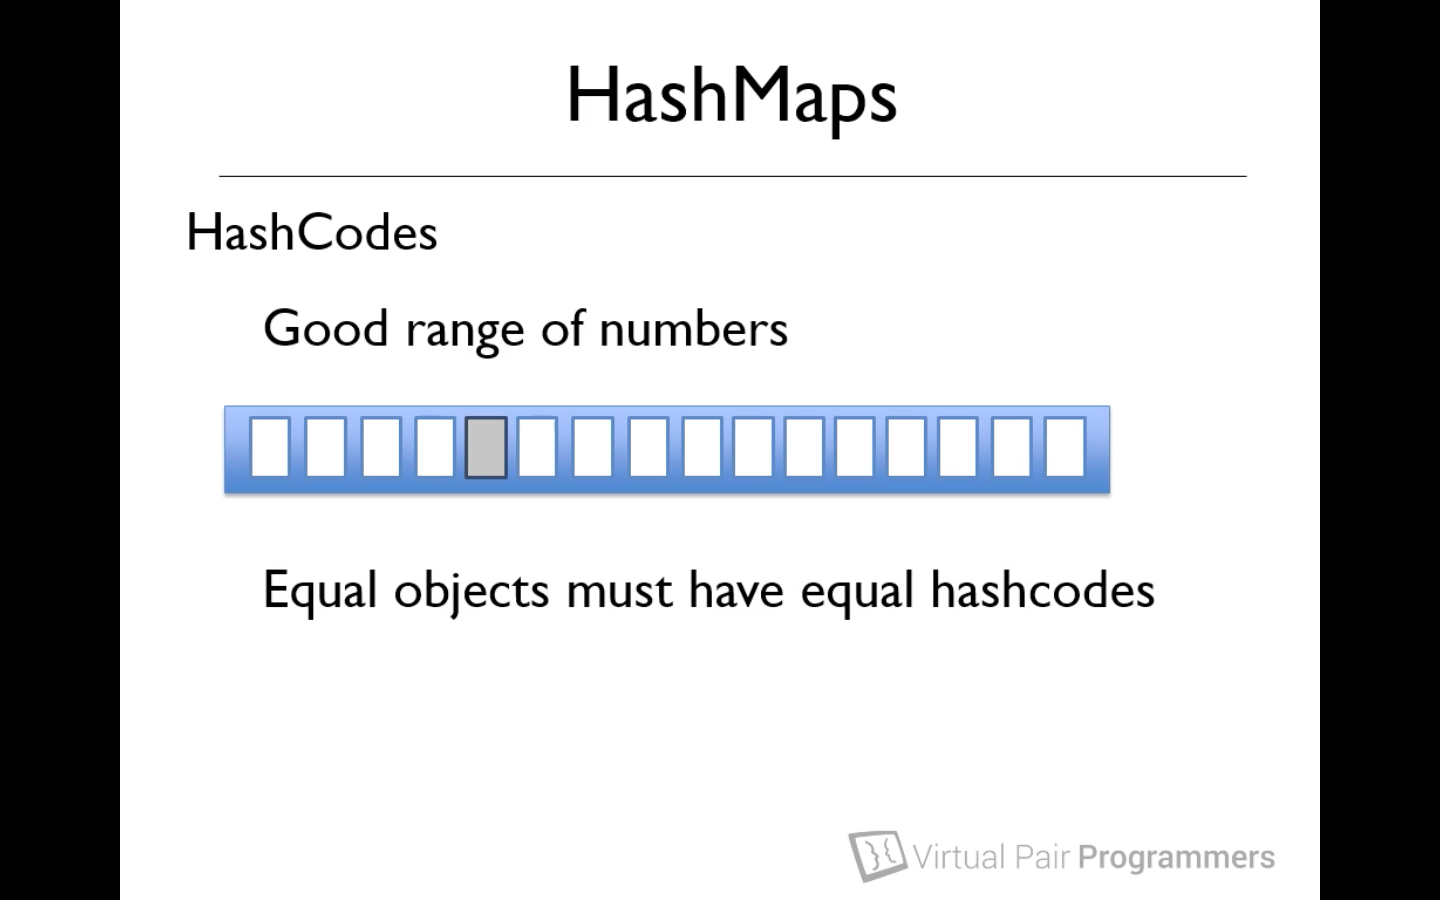 HashMaps
HashCodes
Good range of numbers
Equal objects must have equal hashcodes
Virtual Pair Programmers